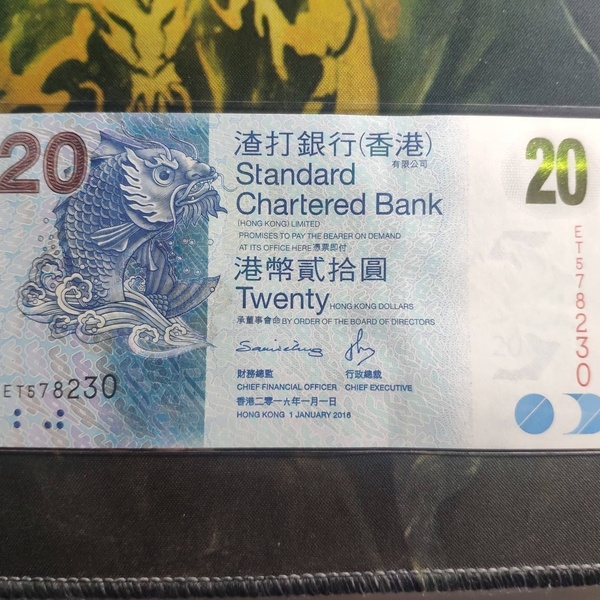 20
渣打銀行(香港)
有限公司
20
Standard
Chartered Bank
(HONG KONG) LIMITED
PROMISES TO PAY THE BEARER ON DEMAND
AT ITS OFFICE HERE 憑票即付
港幣貳拾圓
Twenty HONG KONG DOLLARS
承董事會命 BY ORDER OF THE BOARD OF DIRECTORS
ET578230
財務總監 行政總裁
CHIEF FINANCIAL OFFICER CHIEF EXECUTIVE
香港二零一六年一月一日
HONG KONG 1 JANUARY 2016
ET578230